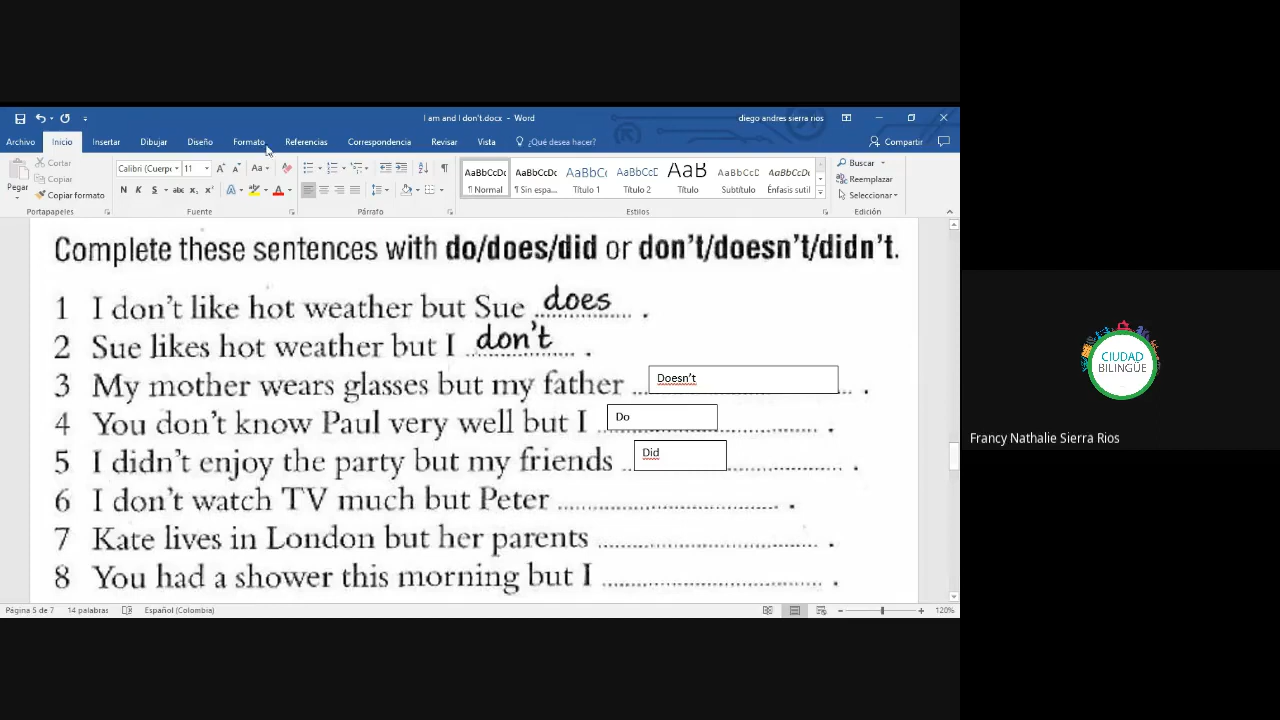 I am and I don't.docx - Word
diego andres sierra rios
Archivo Inicio Insertar Dibujar Diseño Formato Referencias Correspondencia Revisar Vista ¿Qué desea hacer? Compartir
Pegar
Cortar
Copiar
Copiar formato
Portapapeles
Calibri (Cuerpo 11
Aa
N K S abc x₂ x²
A A
Fuente
Párrafo
AaBbCcDc AaBbCcDc AaBbCc AaBbCcC AaB AaBbCcD AaBbCcDc
¶ Normal ¶ Sin espa... Título 1 Título 2 Título Subtítulo Énfasis sutil
Estilos
Buscar
Reemplazar
Seleccionar
Edición
Complete these sentences with do/does/did or don't/doesn't/didn't.
1 I don't like hot weather but Sue does .
2 Sue likes hot weather but I don't .
3 My mother wears glasses but my father ... Doesn't ... .
4 You don't know Paul very well but I Do .................... .
5 I didn't enjoy the party but my friends .. Did .................... .
6 I don't watch TV much but Peter ........................................ .
7 Kate lives in London but her parents ........................................ .
8 You had a shower this morning but I ........................................ .
Página 5 de 7 14 palabras Español (Colombia) 120%
CIUDAD
BILINGÜE
Francy Nathalie Sierra Rios